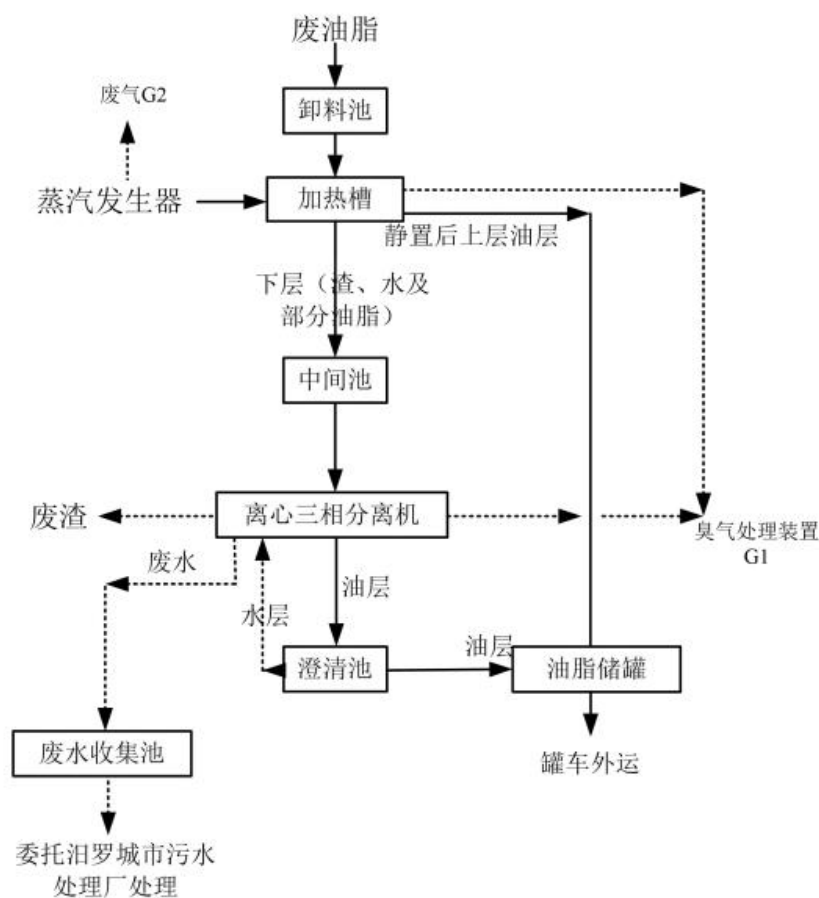 废油脂
废气G2
卸料池
蒸汽发生器
加热槽
静置后上层油层
下层（渣、水及
部分油脂）
中间池
废渣
离心三相分离机
臭气处理装置
G1
废水
水层
油层
澄清池
油层
油脂储罐
废水收集池
罐车外运
委托汨罗城市污水
处理厂处理